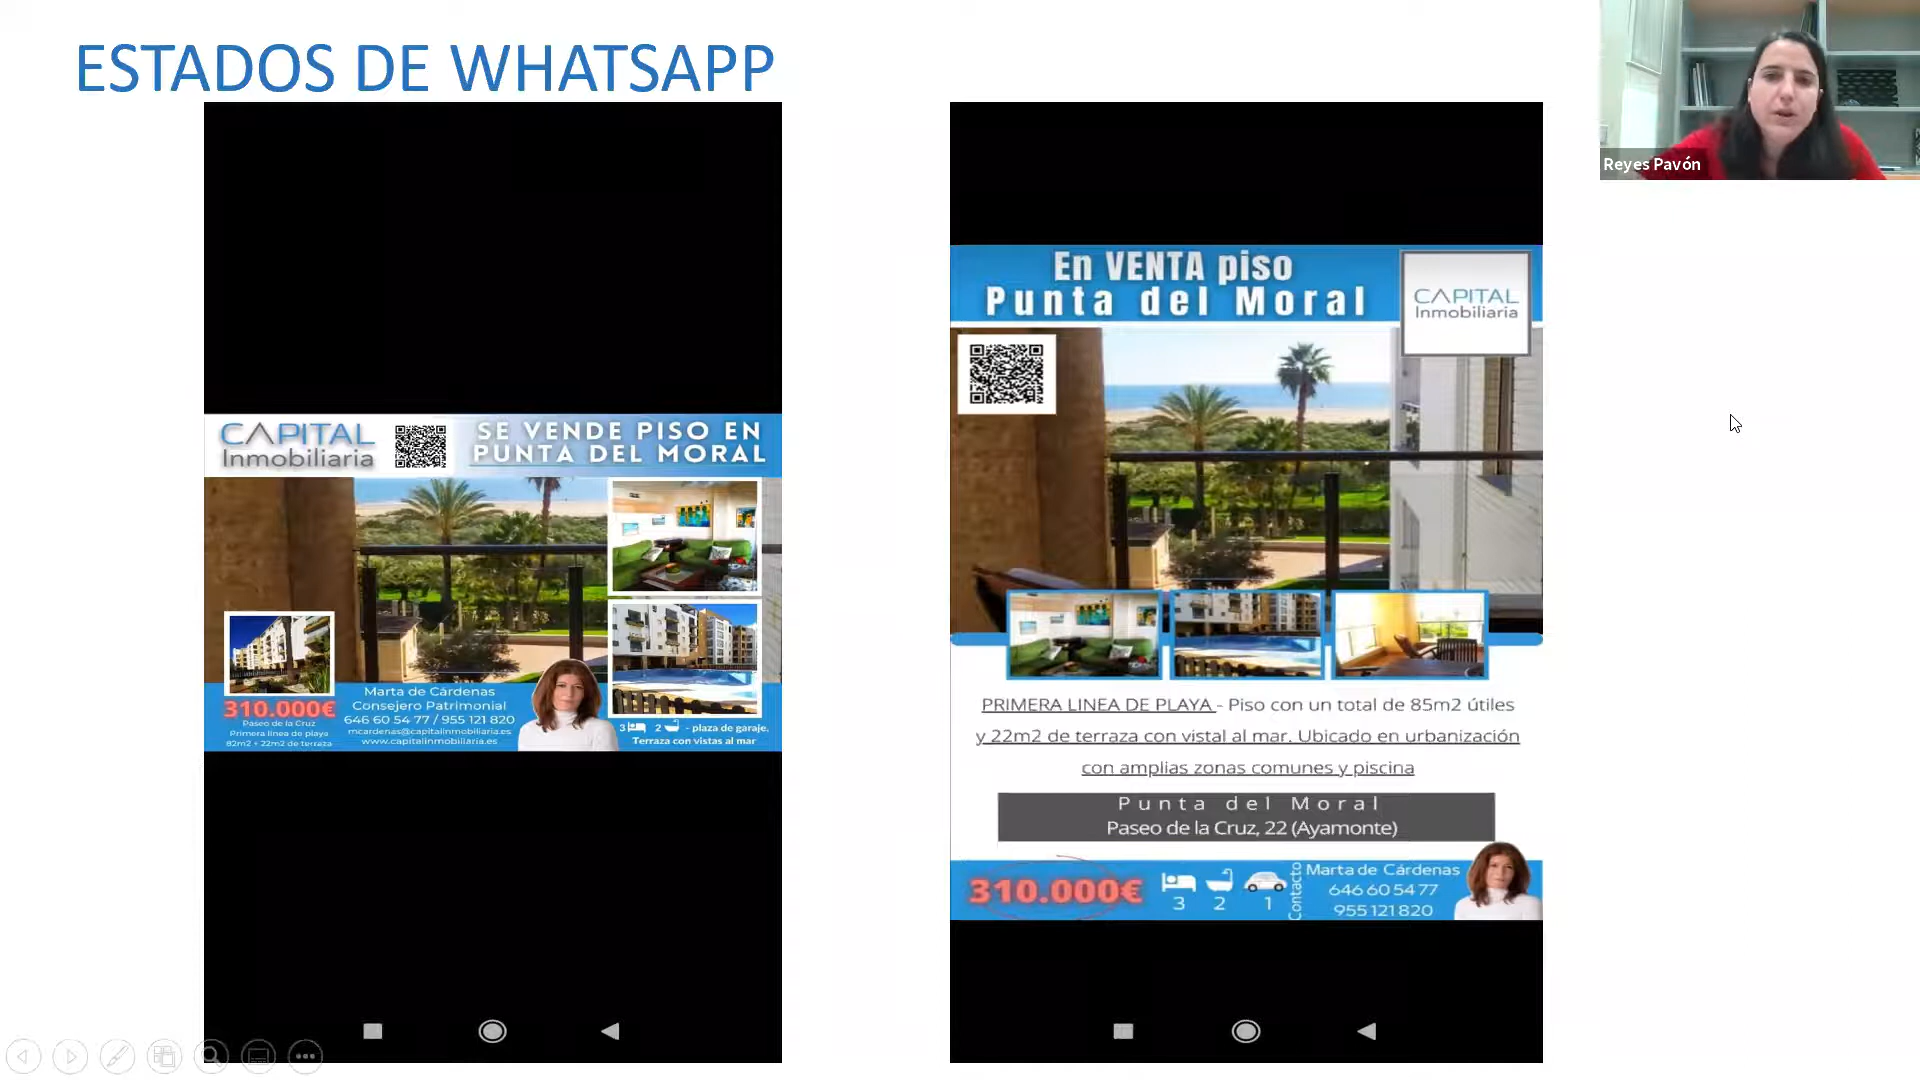 ESTADOS DE WHATSAPP
Reyes Pavón
CAPITAL
Inmobiliaria
SE VENDE PISO EN
PUNTA DEL MORAL
310.000€
Paseo de la Cruz
Primera linea de playa
82m2 + 22m2 de terraza
Marta de Cárdenas
Consejero Patrimonial
646 60 54 77 / 955 121 820
mcardenas@capitalinmobiliaria.es
www.capitalinmobiliaria.es
3 2 - plaza de garaje.
Terraza con vistas al mar
En VENTA piso
Punta del Moral
CAPITAL
Inmobiliaria
PRIMERA LINEA DE PLAYA - Piso con un total de 85m2 útiles
y 22m2 de terraza con vistal al mar. Ubicado en urbanización
con amplias zonas comunes y piscina
Punta del Moral
Paseo de la Cruz, 22 (Ayamonte)
310.000€
3 2 1
Contacto
Marta de Cárdenas
646 60 54 77
955 121 820